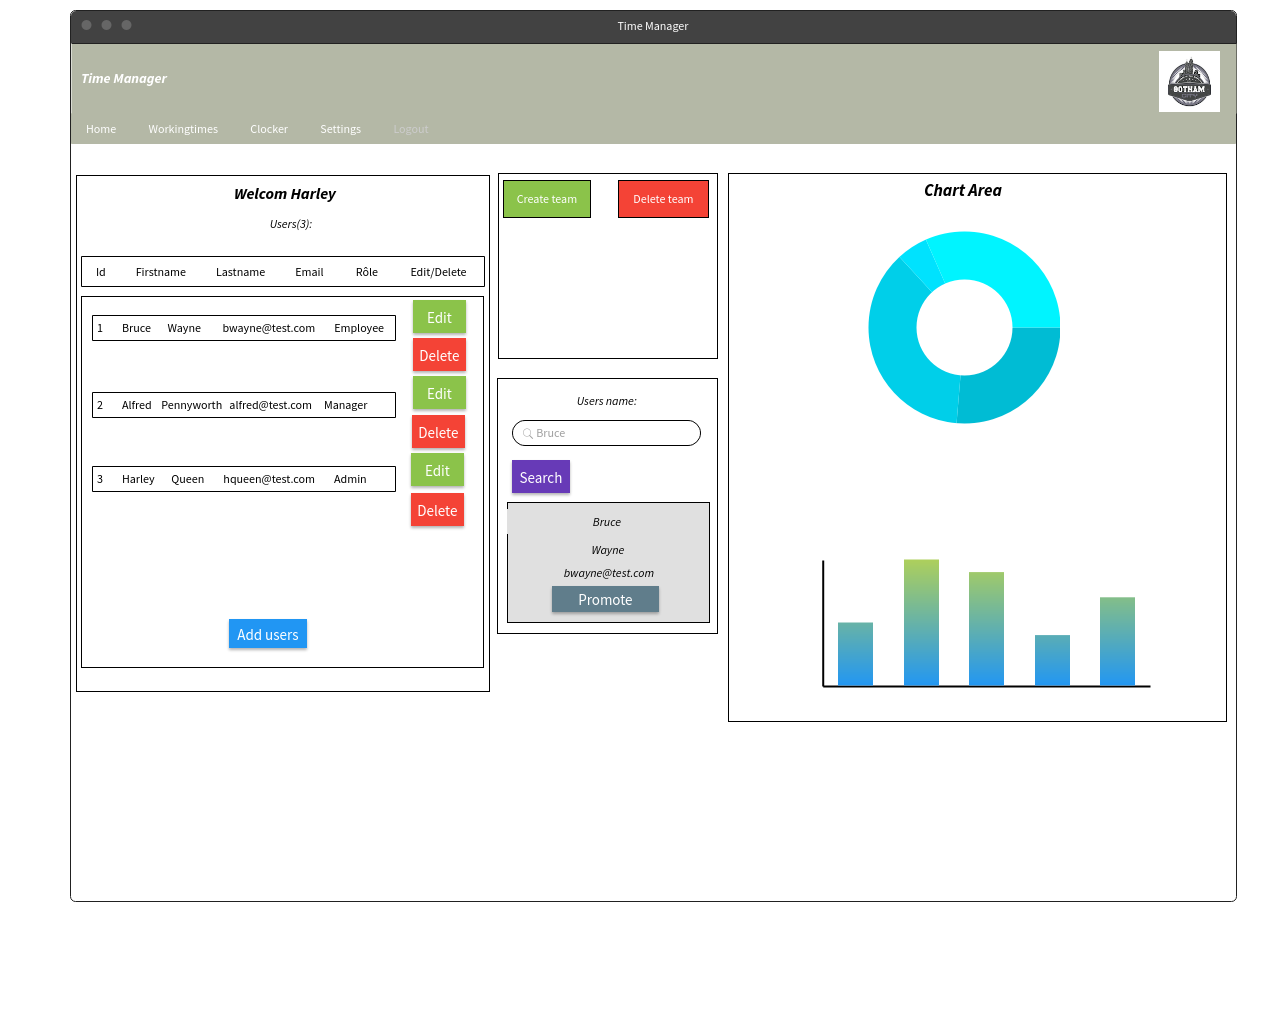 Time Manager
Time Manager
GOTHAM
CITY
Home Workingtimes Clocker Settings Logout
Welcom Harley
Users(3):
Id Firstname Lastname Email Rôle Edit/Delete
1 Bruce Wayne bwayne@test.com Employee
Edit
Delete
2 Alfred Pennyworth alfred@test.com Manager
Edit
Delete
3 Harley Queen hqueen@test.com Admin
Edit
Delete
Add users
Create team Delete team
Users name:
Bruce
Search
Bruce
Wayne
bwayne@test.com
Promote
Chart Area